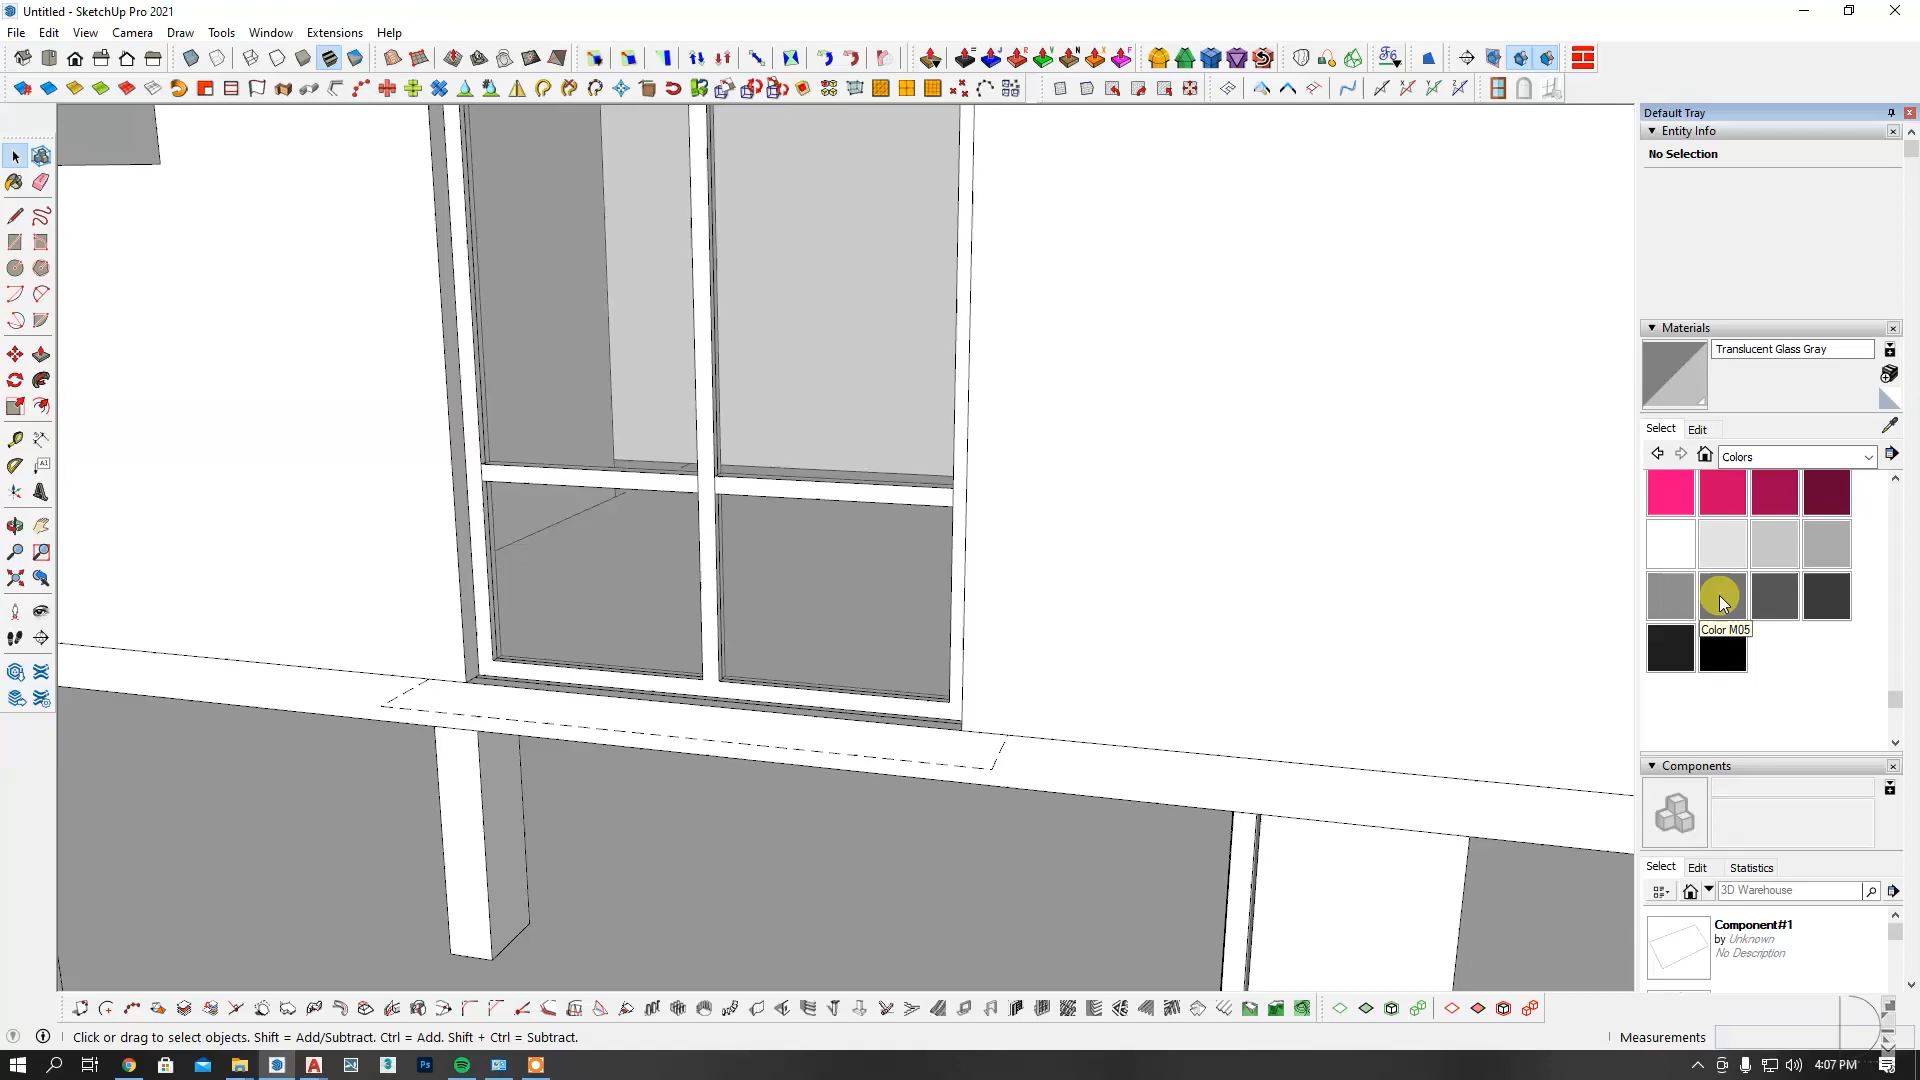 Untitled - SketchUp Pro 2021
File Edit View Camera Draw Tools Window Extensions Help
Default Tray
Entity Info
No Selection
Materials
Translucent Glass Gray
Select Edit
Colors
Color M05
Components
Select Edit Statistics
3D Warehouse
Component#1
by Unknown
No Description
Click or drag to select objects. Shift = Add/Subtract. Ctrl = Add. Shift + Ctrl = Subtract.
Measurements
4:07 PM